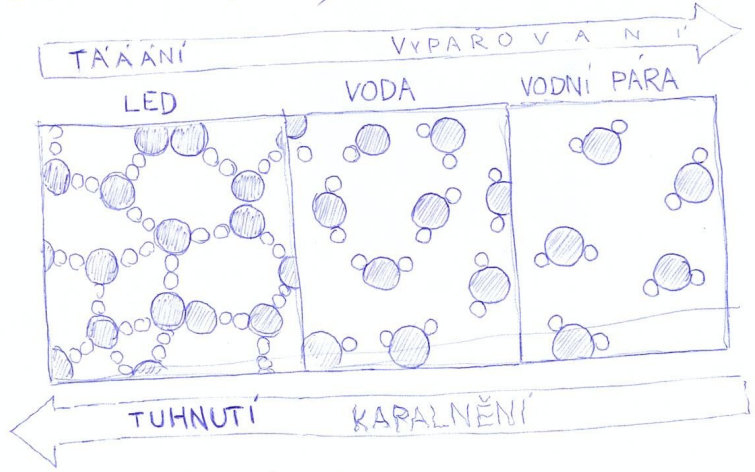 TÁÁÁNÍ VYPAŘOVÁNÍ
LED VODA VODNÍ PÁRA
TUHNUTÍ KAPALNĚNÍ